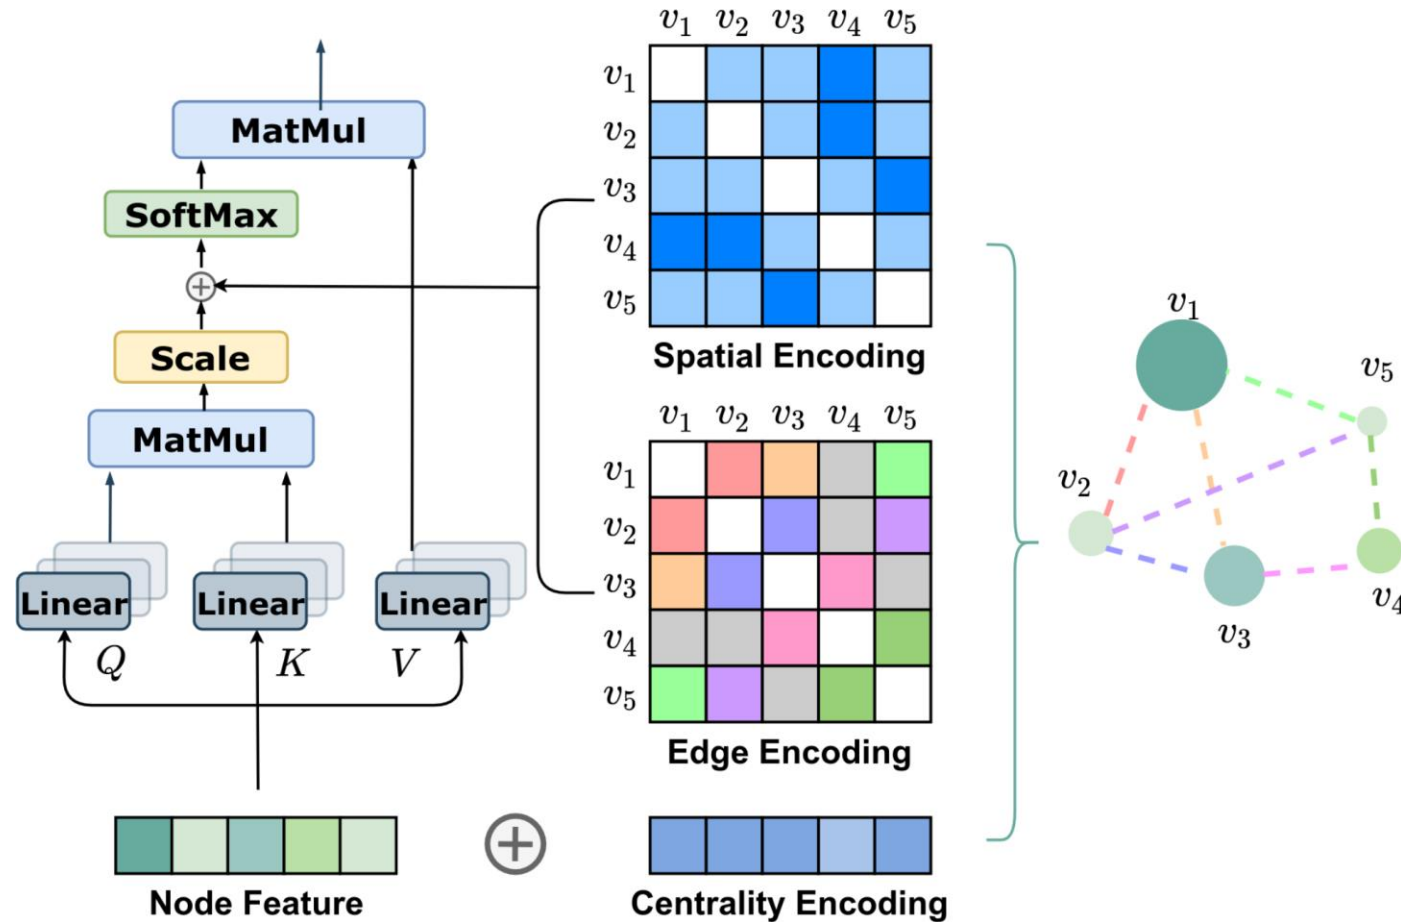 MatMul
SoftMax
+
Scale
MatMul
Linear Linear Linear
Q K V
Node Feature
+
v₁ v₂ v₃ v₄ v₅
v₁
v₂
v₃
v₄
v₅
Spatial Encoding
v₁ v₂ v₃ v₄ v₅
v₁
v₂
v₃
v₄
v₅
Edge Encoding
Centrality Encoding
v₁
v₅
v₂
v₄
v₃